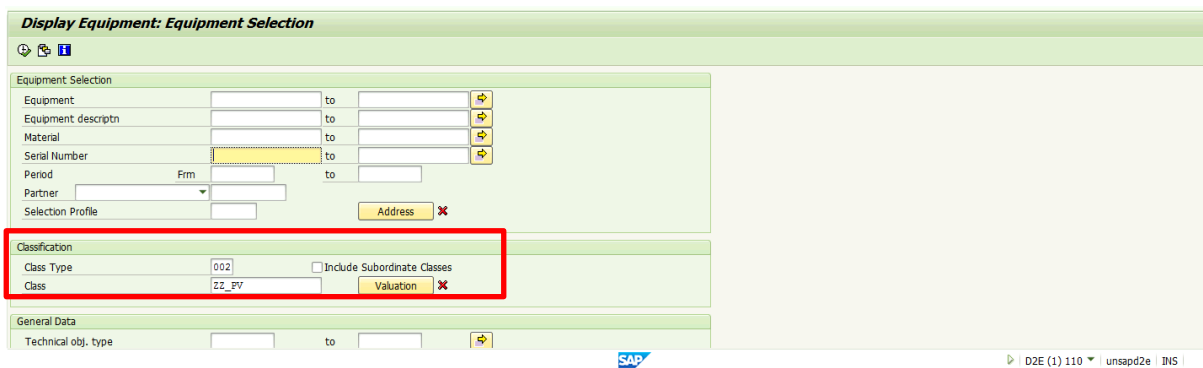 Display Equipment: Equipment Selection
Equipment Selection
Equipment to
Equipment descriptn to
Material to
Serial Number to
Period Frm to
Partner
Selection Profile Address
Classification
Class Type 002 Include Subordinate Classes
Class ZZ_PV Valuation
General Data
Technical obj. type to
SAP D2E (1) 110 unsapd2e INS